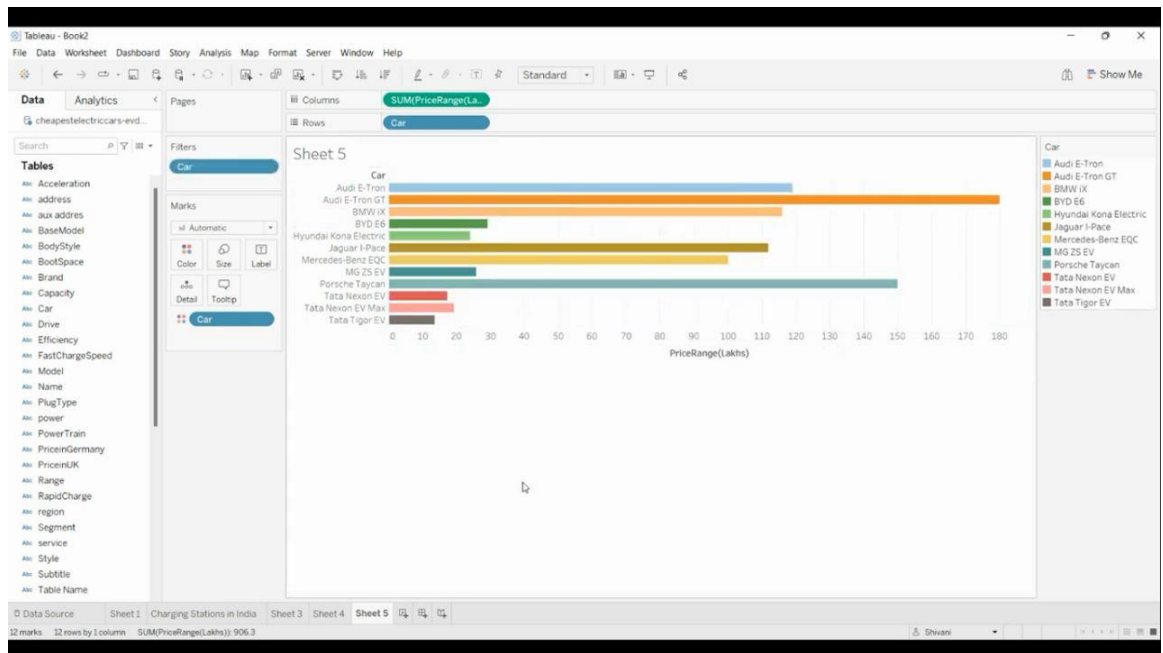 Tableau - Book2
File Data Worksheet Dashboard Story Analysis Map Format Server Window Help
Standard
Show Me
Data Analytics
cheapestelectriccars-evd...
Search
Tables
Acceleration
address
aux addres
BaseModel
BodyStyle
BootSpace
Brand
Capacity
Car
Drive
Efficiency
FastChargeSpeed
Model
Name
PlugType
power
PowerTrain
PriceinGermany
PriceinUK
Range
RapidCharge
region
Segment
service
Style
Subtitle
Table Name
Pages
Filters
Car
Marks
Automatic
Color Size Label
Detail Tooltip
Car
Columns SUM(PriceRange(La..
Rows Car
Sheet 5
Car
Audi E-Tron
Audi E-Tron GT
BMW iX
BYD E6
Hyundai Kona Electric
Jaguar I-Pace
Mercedes-Benz EQC
MG ZS EV
Porsche Taycan
Tata Nexon EV
Tata Nexon EV Max
Tata Tigor EV
0 10 20 30 40 50 60 70 80 90 100 110 120 130 140 150 160 170 180
PriceRange(Lakhs)
Car
Audi E-Tron
Audi E-Tron GT
BMW iX
BYD E6
Hyundai Kona Electric
Jaguar I-Pace
Mercedes-Benz EQC
MG ZS EV
Porsche Taycan
Tata Nexon EV
Tata Nexon EV Max
Tata Tigor EV
Data Source Sheet 1 Charging Stations in India Sheet 3 Sheet 4 Sheet 5
12 marks 12 rows by 1 column SUM(PriceRange(Lakhs)): 906.3
Shivani